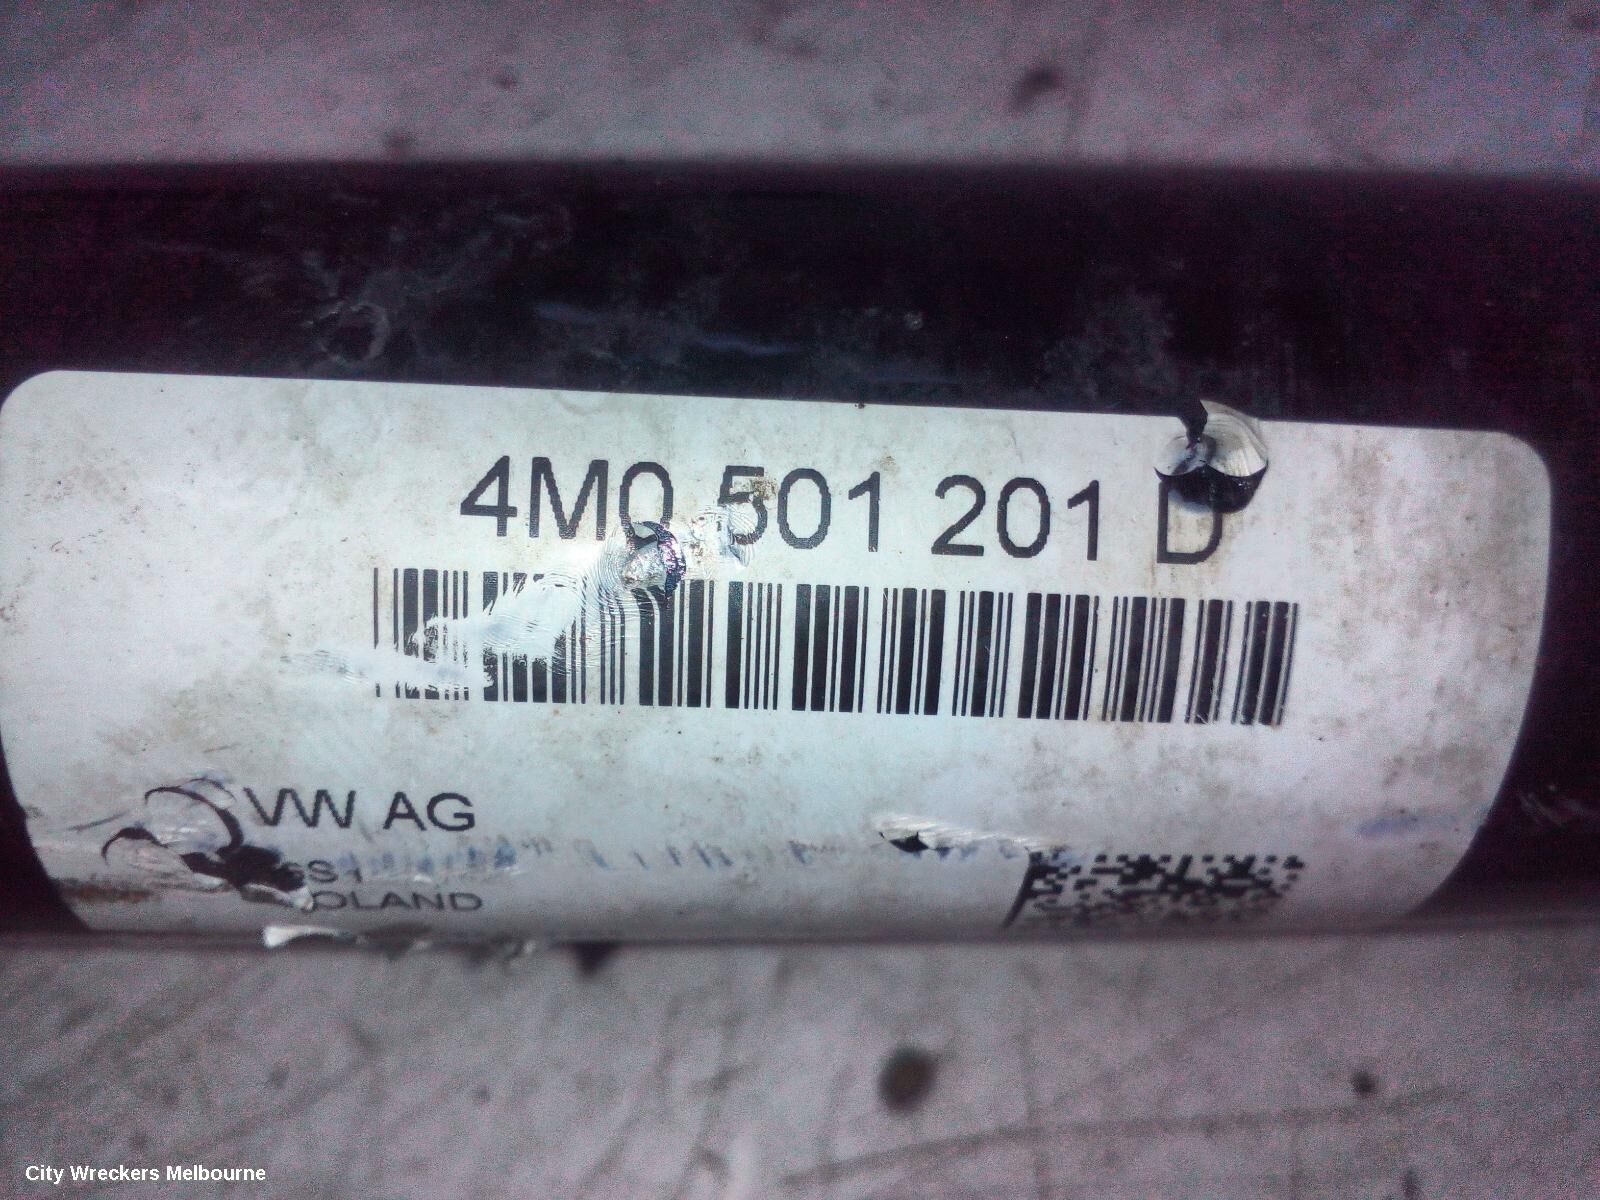 4M0 501 201 D
VW AG
City Wreckers Melbourne